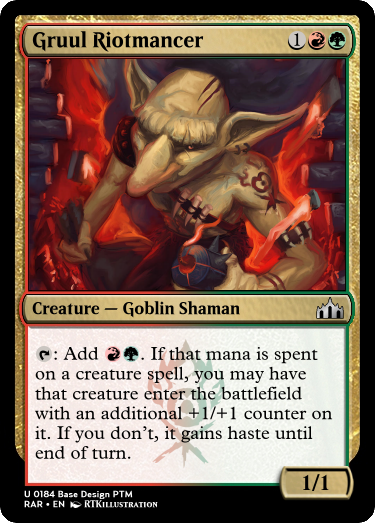 Gruul Riotmancer 1
Creature — Goblin Shaman
: Add . If that mana is spent
on a creature spell, you may have
that creature enter the battlefield
with an additional +1/+1 counter on
it. If you don't, it gains haste until
end of turn.
1/1
U 0184 Base Design PTM
RAR • EN RTKILLUSTRATION